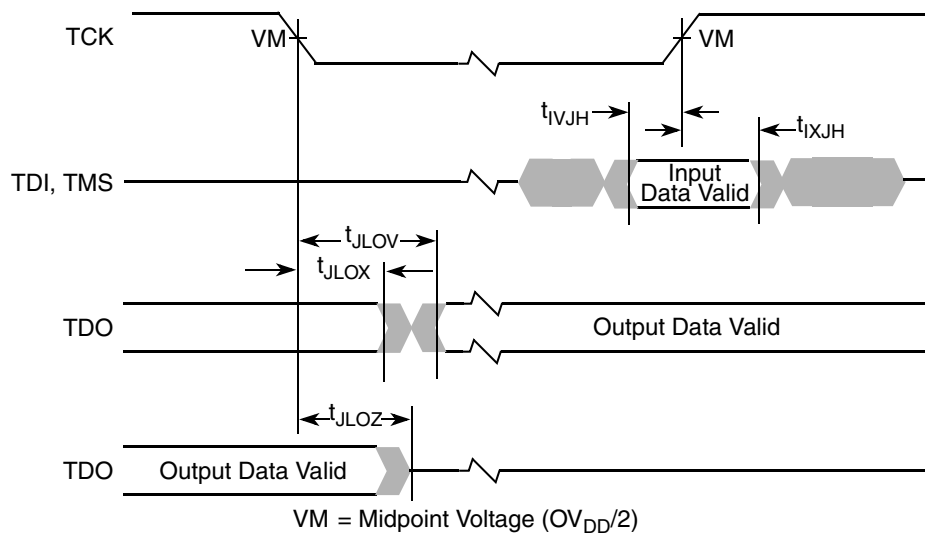 TCK
VM
VM
tIVJH
tIXJH
TDI, TMS
Input
Data Valid
tJLOV
tJLOX
TDO
Output Data Valid
tJLOZ
TDO
Output Data Valid
VM = Midpoint Voltage (OVDD/2)